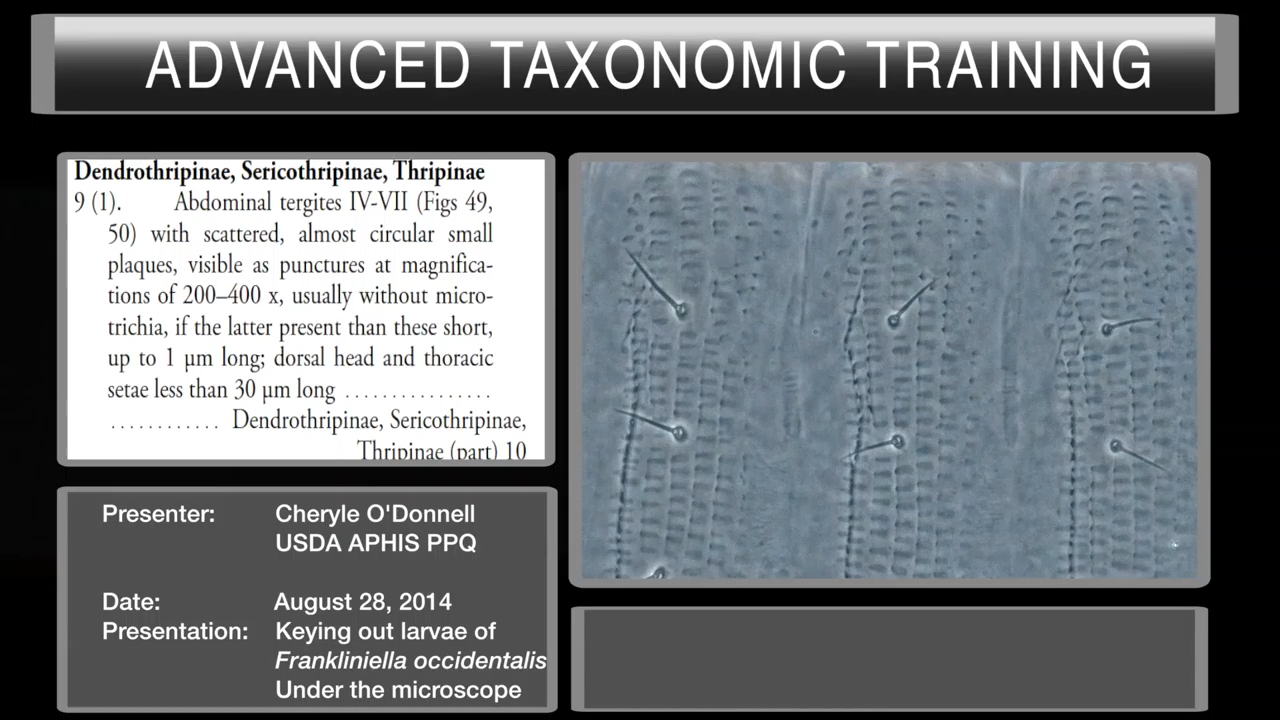 ADVANCED TAXONOMIC TRAINING
Dendrothripinae, Sericothripinae, Thripinae
9 (1). Abdominal tergites IV-VII (Figs 49,
50) with scattered, almost circular small
plaques, visible as punctures at magnifica-
tions of 200–400 x, usually without micro-
trichia, if the latter present than these short,
up to 1 µm long; dorsal head and thoracic
setae less than 30 µm long ................
............ Dendrothripinae, Sericothripinae,
Thripinae (part) 10
Presenter: Cheryle O'Donnell
USDA APHIS PPQ
Date: August 28, 2014
Presentation: Keying out larvae of
Frankliniella occidentalis
Under the microscope